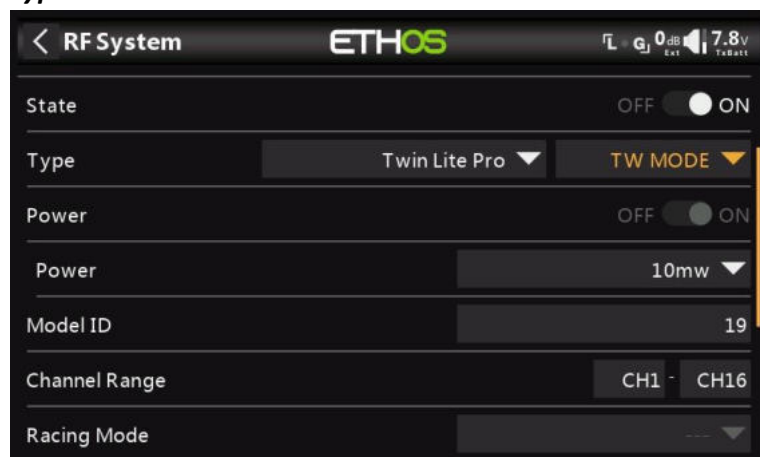 RF System ETHOS 0dB Ext 7.8V TxBatt
State OFF ON
Type Twin Lite Pro TW MODE
Power OFF ON
Power 10mw
Model ID 19
Channel Range CH1 - CH16
Racing Mode ---